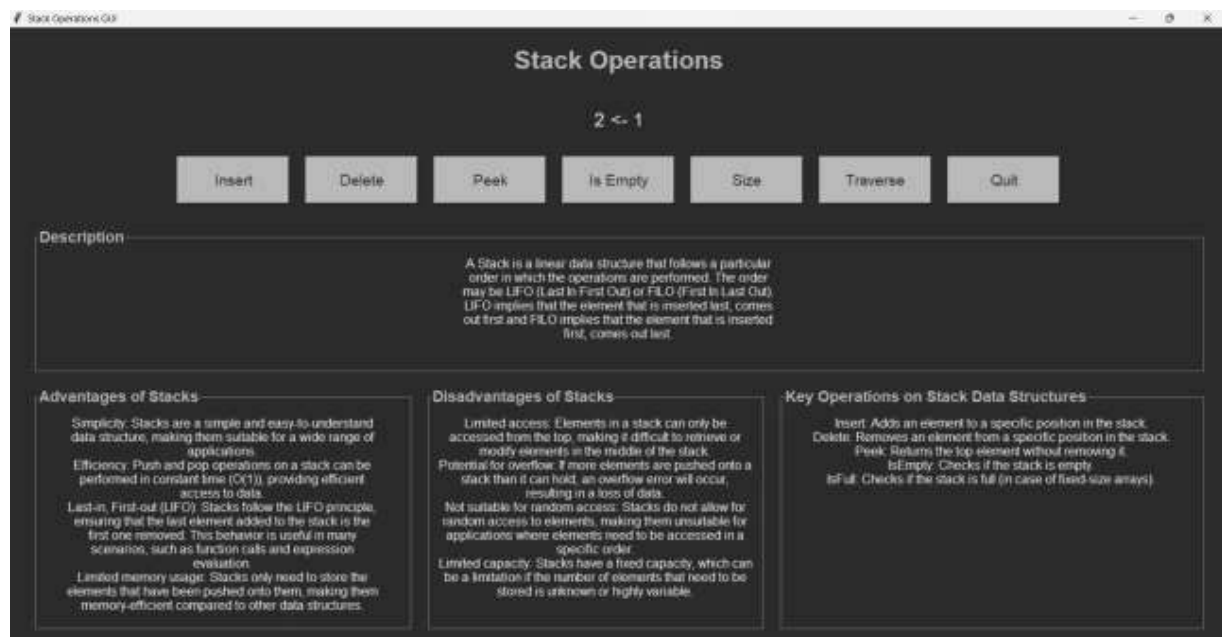 Stack Operations GUI
Stack Operations
2 <- 1
Insert Delete Peek Is Empty Size Traverse Quit
Description
A Stack is a linear data structure that follows a particular
order in which the operations are performed. The order
may be LIFO (Last In First Out) or FILO (First In Last Out).
LIFO implies that the element that is inserted last, comes
out first and FILO implies that the element that is inserted
first, comes out last.
Advantages of Stacks
Simplicity: Stacks are a simple and easy-to-understand
data structure, making them suitable for a wide range of
applications.
Efficiency: Push and pop operations on a stack can be
performed in constant time (O(1)), providing efficient
access to data.
Last-in, First-out (LIFO): Stacks follow the LIFO principle,
ensuring that the last element added to the stack is the
first one removed. This behavior is useful in many
scenarios, such as function calls and expression
evaluation.
Limited memory usage: Stacks only need to store the
elements that have been pushed onto them, making them
memory-efficient compared to other data structures.
Disadvantages of Stacks
Limited access: Elements in a stack can only be
accessed from the top, making it difficult to retrieve or
modify elements in the middle of the stack.
Potential for overflow: If more elements are pushed onto a
stack than it can hold, an overflow error will occur,
resulting in a loss of data.
Not suitable for random access: Stacks do not allow for
random access to elements, making them unsuitable for
applications where elements need to be accessed in a
specific order.
Limited capacity: Stacks have a fixed capacity, which can
be a limitation if the number of elements that need to be
stored is unknown or highly variable.
Key Operations on Stack Data Structures
Insert: Adds an element to a specific position in the stack.
Delete: Removes an element from a specific position in the stack.
Peek: Returns the top element without removing it.
IsEmpty: Checks if the stack is empty.
IsFull: Checks if the stack is full (in case of fixed-size arrays).